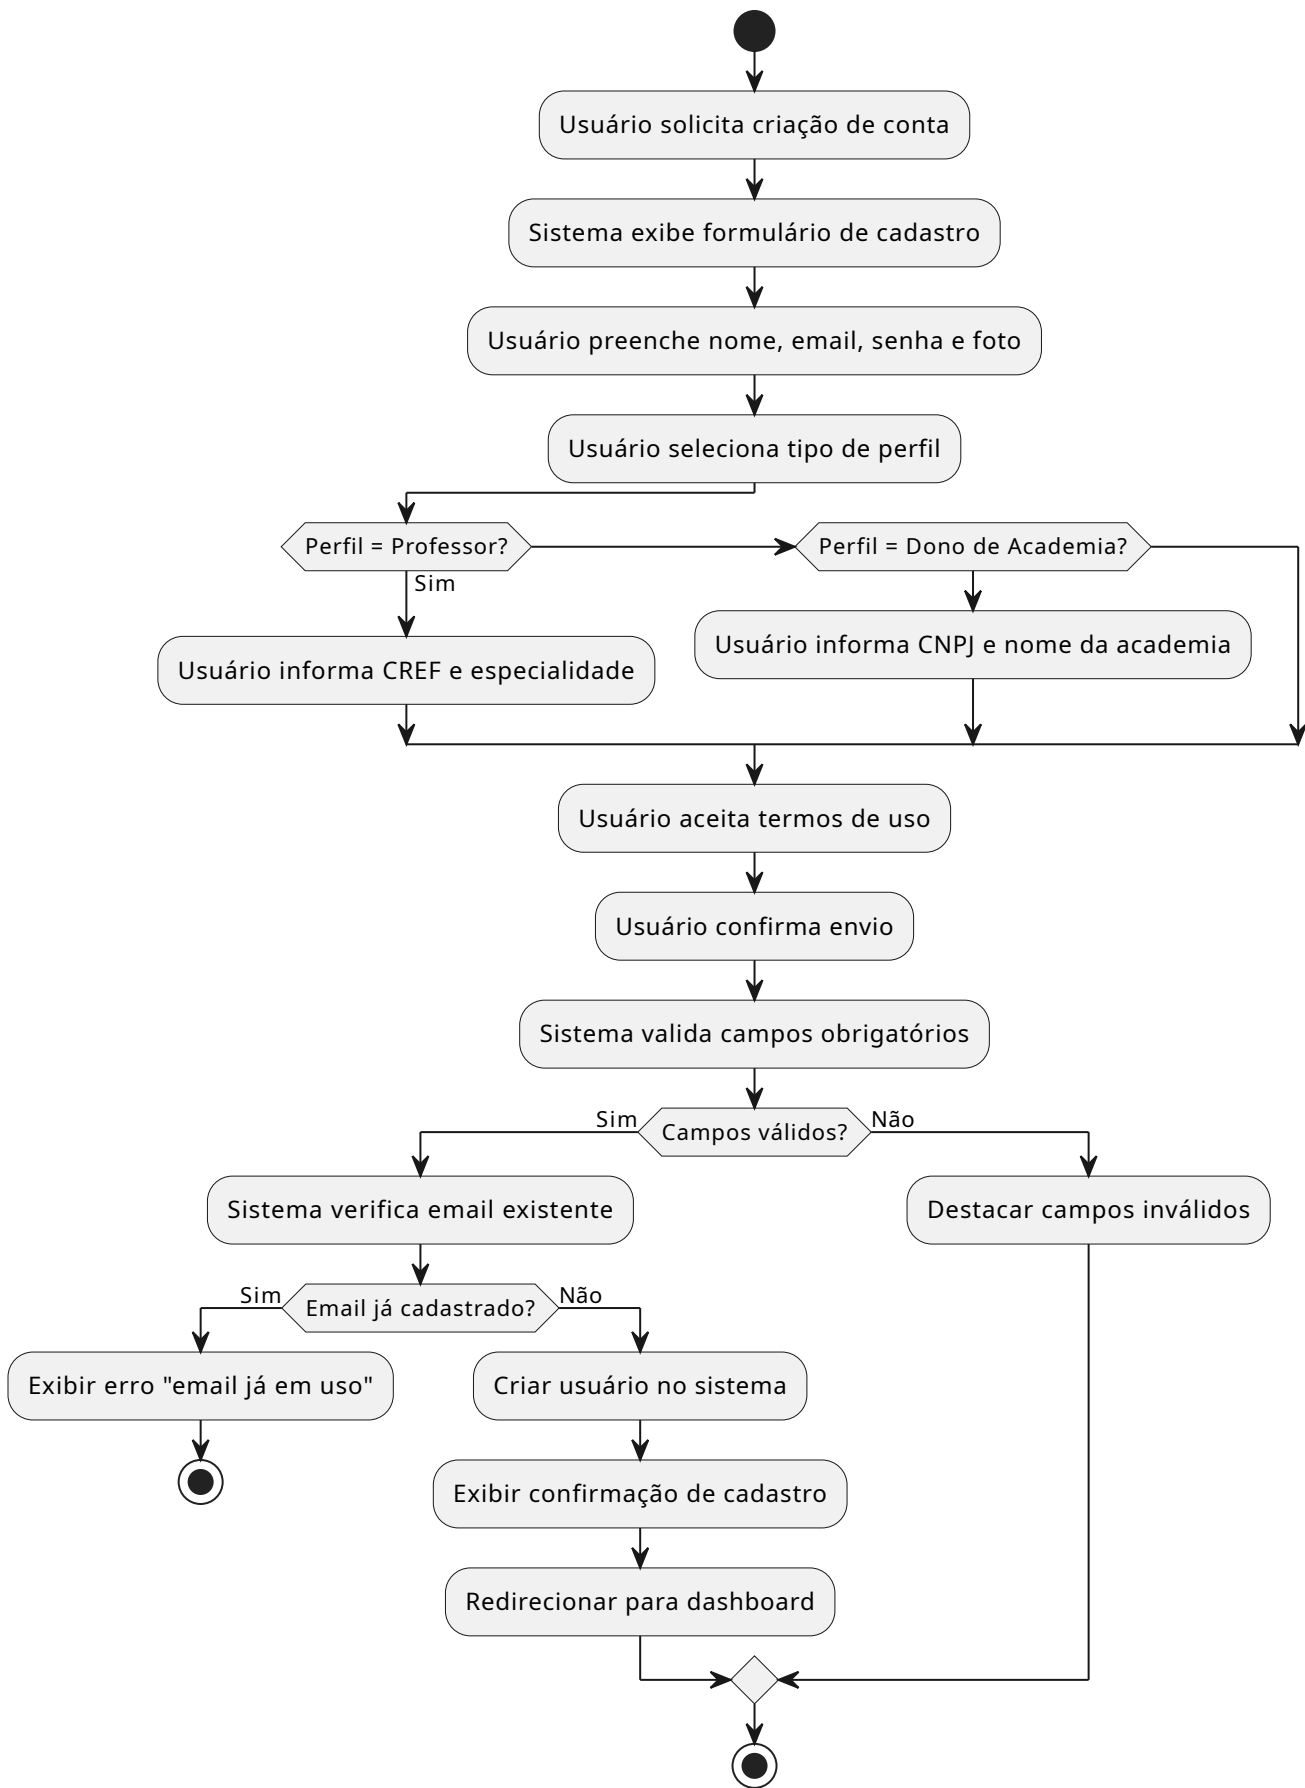 Usuário solicita criação de conta
Sistema exibe formulário de cadastro
Usuário preenche nome, email, senha e foto
Usuário seleciona tipo de perfil
Perfil = Professor?
Perfil = Dono de Academia?
Sim
Usuário informa CREF e especialidade
Usuário informa CNPJ e nome da academia
Usuário aceita termos de uso
Usuário confirma envio
Sistema valida campos obrigatórios
Sim
Campos válidos?
Não
Sistema verifica email existente
Destacar campos inválidos
Sim
Email já cadastrado?
Não
Exibir erro "email já em uso"
Criar usuário no sistema
Exibir confirmação de cadastro
Redirecionar para dashboard